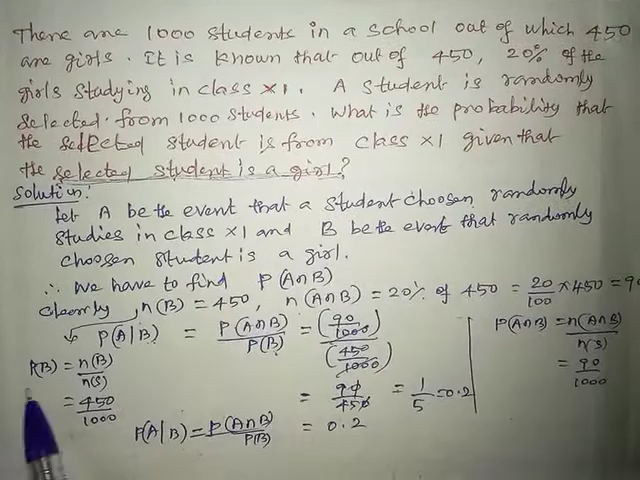 There are 1000 students in a school out of which 450
are girls. It is known that out of 450, 20% of the
girls studying in class x1. A student is randomly
selected from 1000 students. What is the probability that
the selected student is from class x1 given that
the selected student is a girl?
Solution:
Let A be the event that a student choosen randomly
studies in class x1 and B be the event that randomly
choosen student is a girl.
∴ we have to find P(A∩B)
Clearly, n(B) = 450, n(A∩B) = 20% of 450 = 20/100 × 450 = 90
P(A|B) = P(A∩B)/P(B) = (90/1000)/(450/1000)
= 90/450 = 1/5 = 0.2
P(B) = n(B)/n(S)
= 450/1000
P(A|B) = P(A∩B)/P(B) = 0.2
P(A∩B) = n(A∩B)/n(S)
= 90/1000